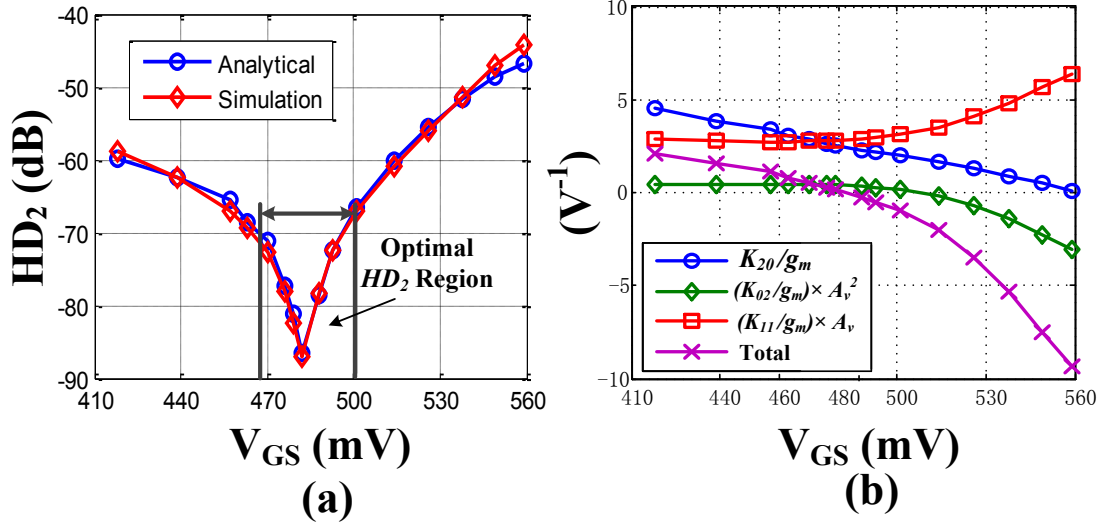 -40
-50
-60
-70
-80
-90
HD₂ (dB)
Analytical
Simulation
Optimal
HD₂ Region
410 440 470 500 530 560
V_GS (mV)
(a)
10
5
0
−5
−10
(V⁻¹)
K₂₀/gₘ
(K₀₂/gₘ)× Aᵥ²
(K₁₁/gₘ)× Aᵥ
Total
410 440 460 480 500 530 560
V_GS (mV)
(b)